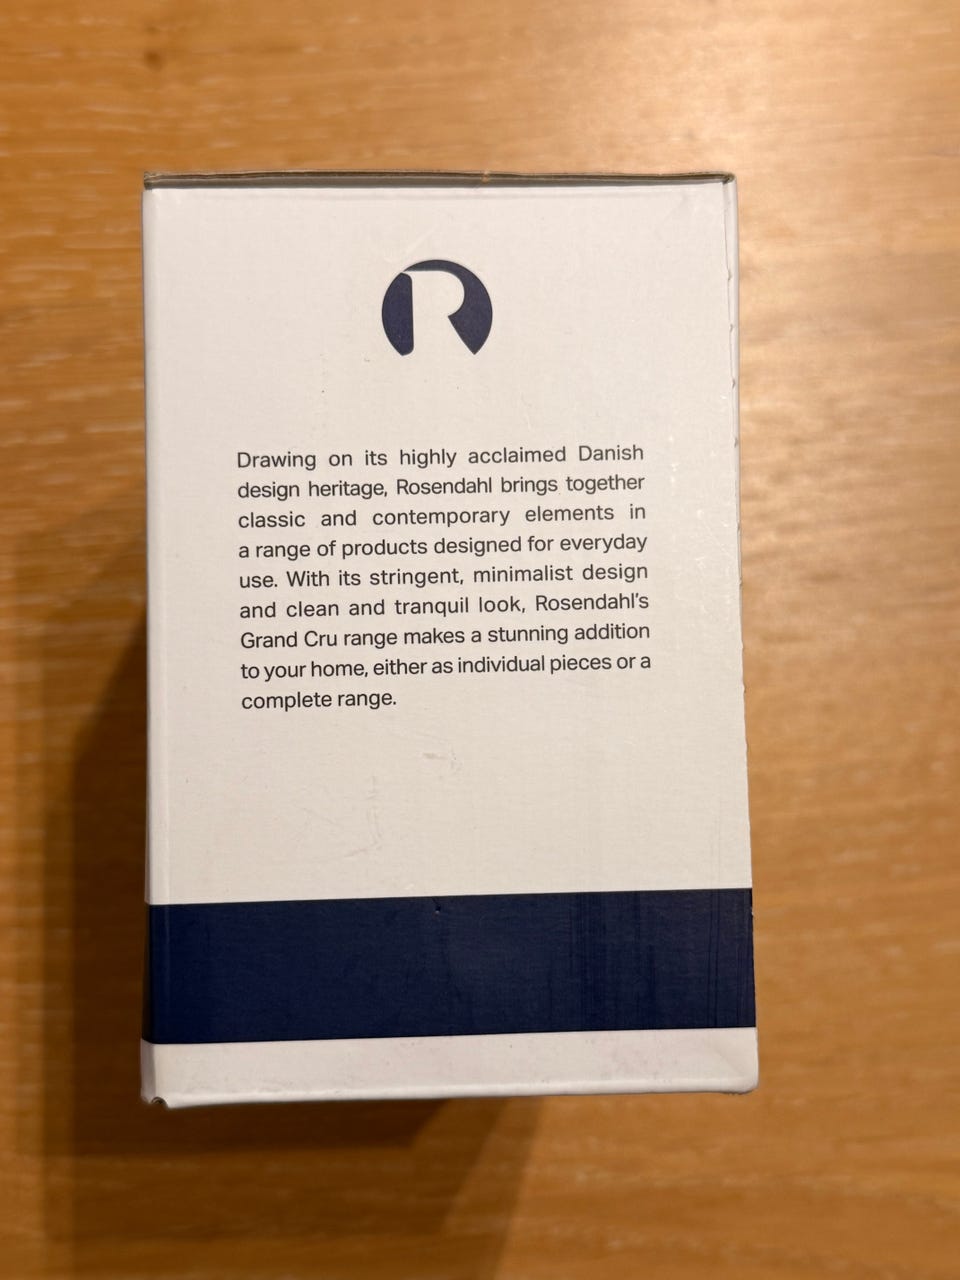 R
Drawing on its highly acclaimed Danish
design heritage, Rosendahl brings together
classic and contemporary elements in
a range of products designed for everyday
use. With its stringent, minimalist design
and clean and tranquil look, Rosendahl’s
Grand Cru range makes a stunning addition
to your home, either as individual pieces or a
complete range.